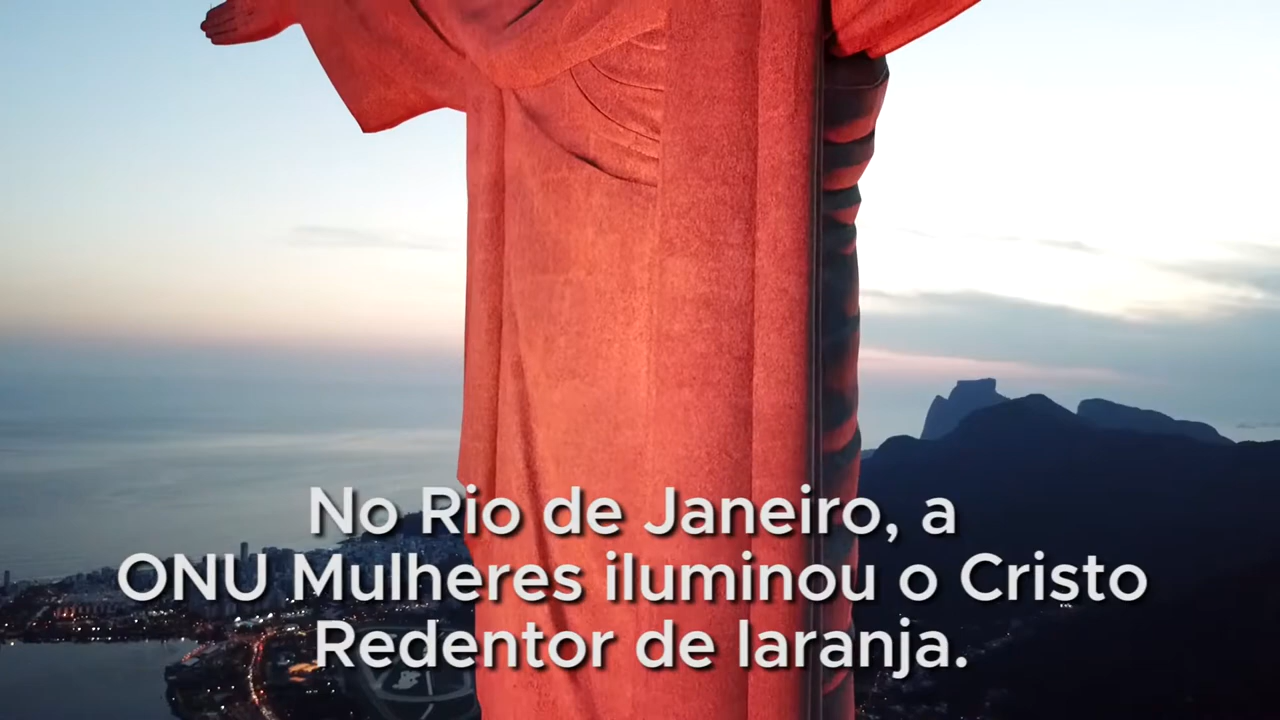 No Rio de Janeiro, a
ONU Mulheres iluminou o Cristo
Redentor de laranja.